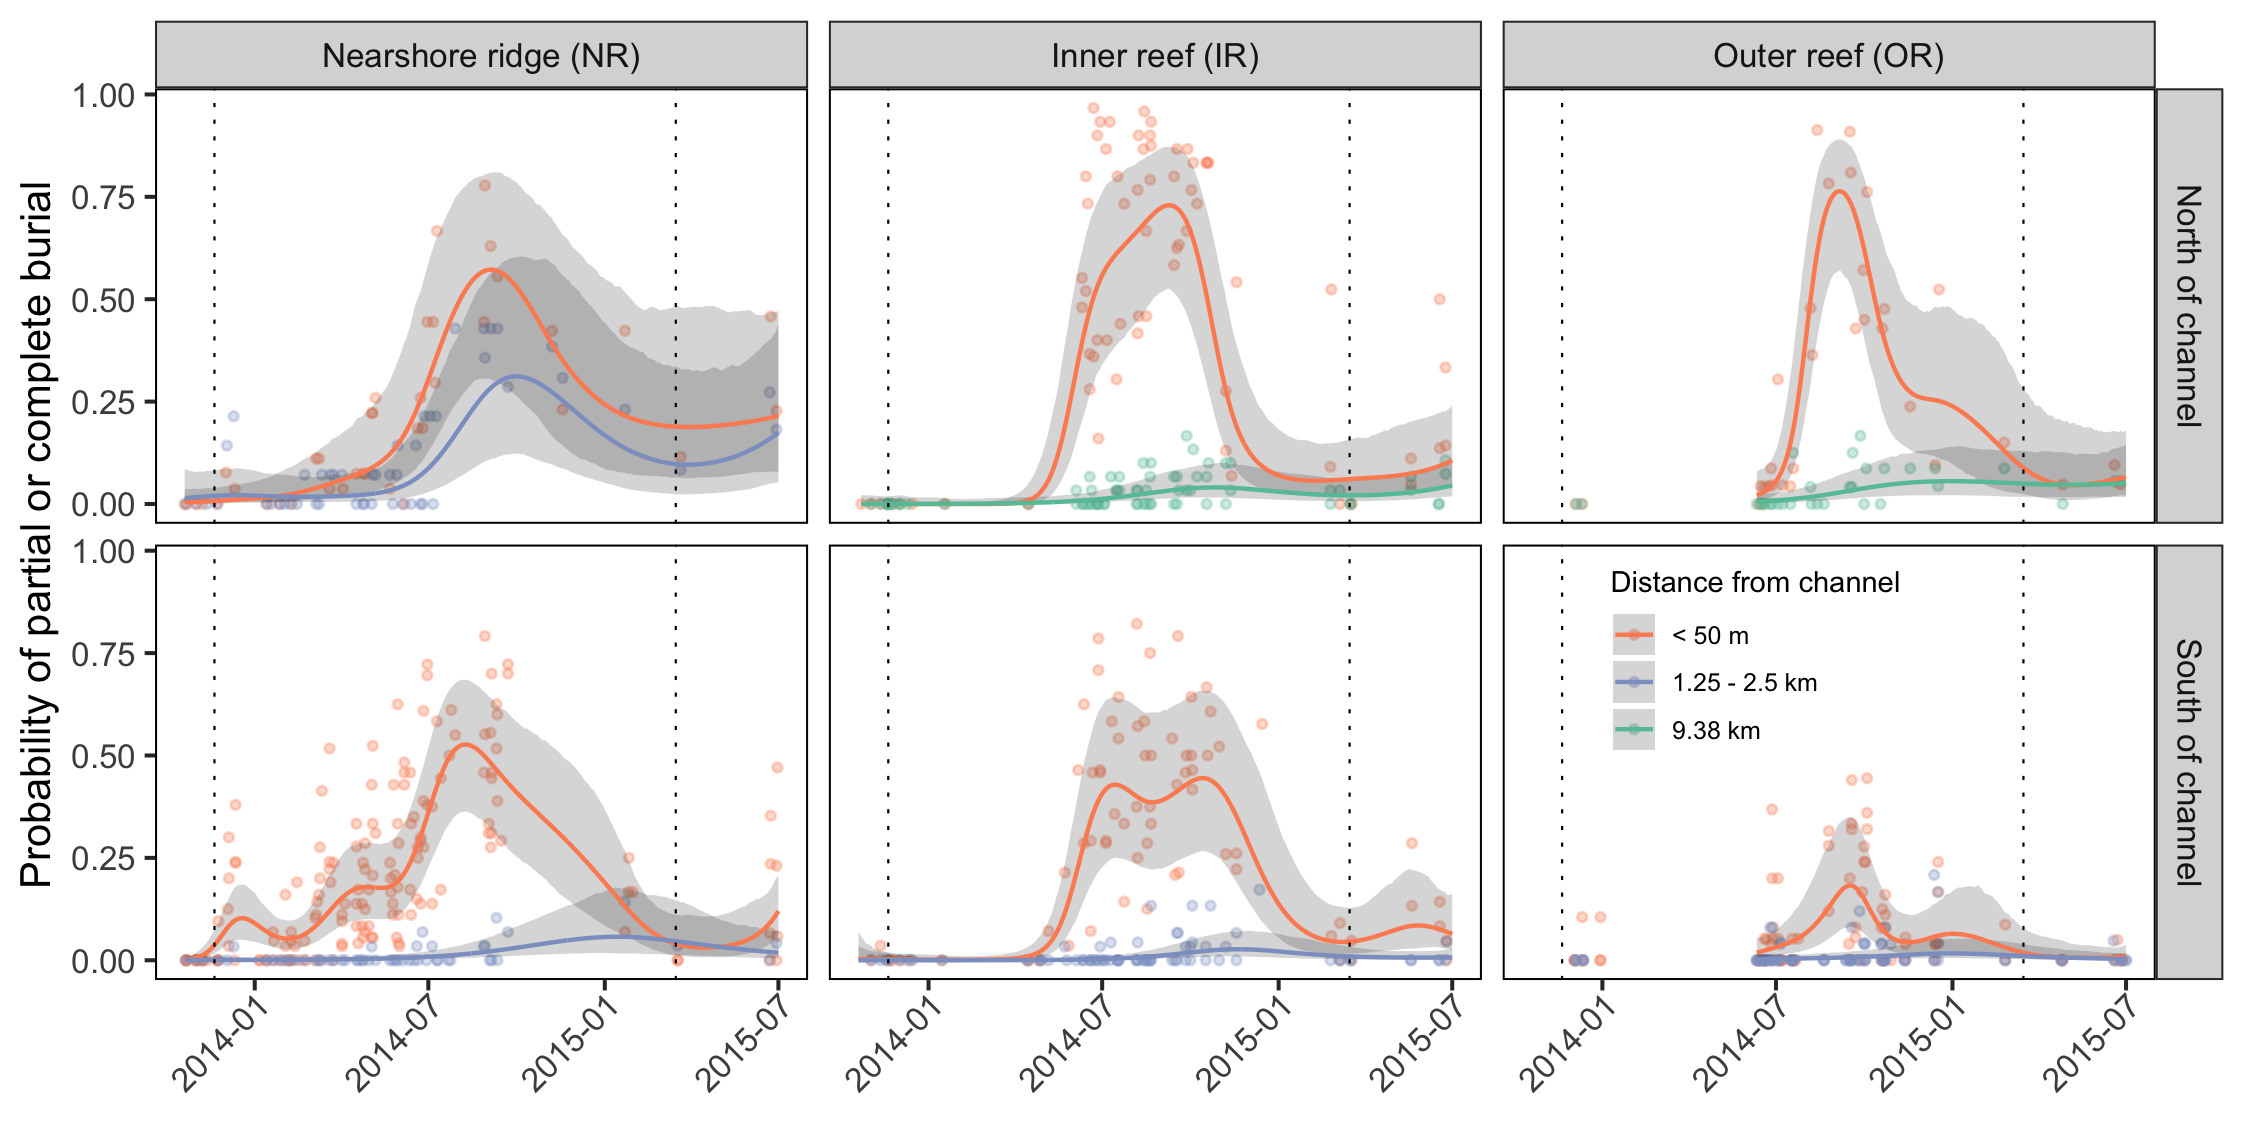 Nearshore ridge (NR)
Inner reef (IR)
Outer reef (OR)
Probability of partial or complete burial
1.00
0.75
0.50
0.25
0.00
North of channel
1.00
0.75
0.50
0.25
0.00
South of channel
Distance from channel
< 50 m
1.25 - 2.5 km
9.38 km
2014-01
2014-07
2015-01
2015-07
2014-01
2014-07
2015-01
2015-07
2014-01
2014-07
2015-01
2015-07